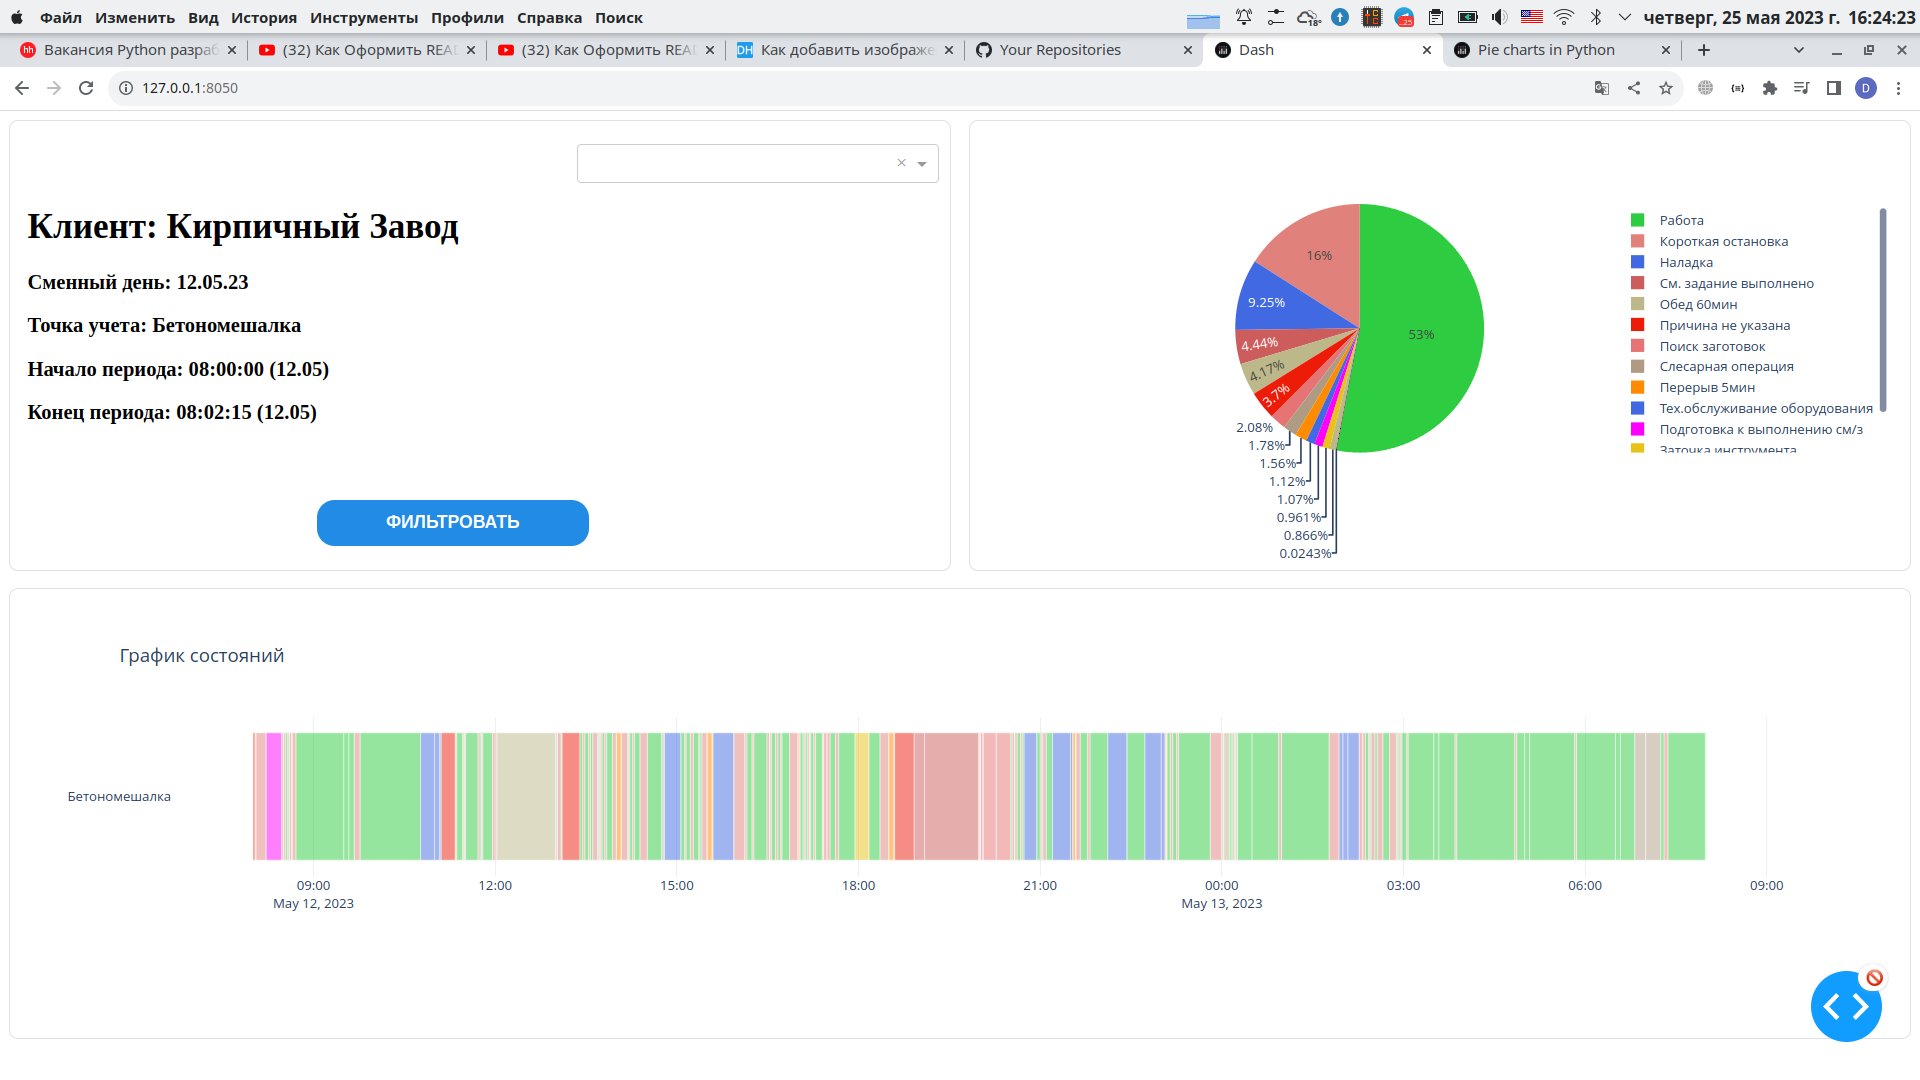 Файл Изменить Вид История Инструменты Профили Справка Поиск
18° четверг, 25 мая 2023 г. 16:24:23
Вакансия Python разраб
(32) Как Оформить REA
(32) Как Оформить REA
DH Как добавить изображе
Your Repositories
Dash
Pie charts in Python
127.0.0.1:8050
D
Клиент: Кирпичный Завод
Сменный день: 12.05.23
Точка учета: Бетономешалка
Начало периода: 08:00:00 (12.05)
Конец периода: 08:02:15 (12.05)
ФИЛЬТРОВАТЬ
53%
16%
9.25%
4.44%
4.17%
3.7%
2.08%
1.78%
1.56%
1.12%
1.07%
0.961%
0.866%
0.0243%
Работа
Короткая остановка
Наладка
См. задание выполнено
Обед 60мин
Причина не указана
Поиск заготовок
Слесарная операция
Перерыв 5мин
Тех.обслуживание оборудования
Подготовка к выполнению см/з
Заточка инструмента
График состояний
Бетономешалка
09:00 12:00 15:00 18:00 21:00 00:00 03:00 06:00 09:00
May 12, 2023 May 13, 2023